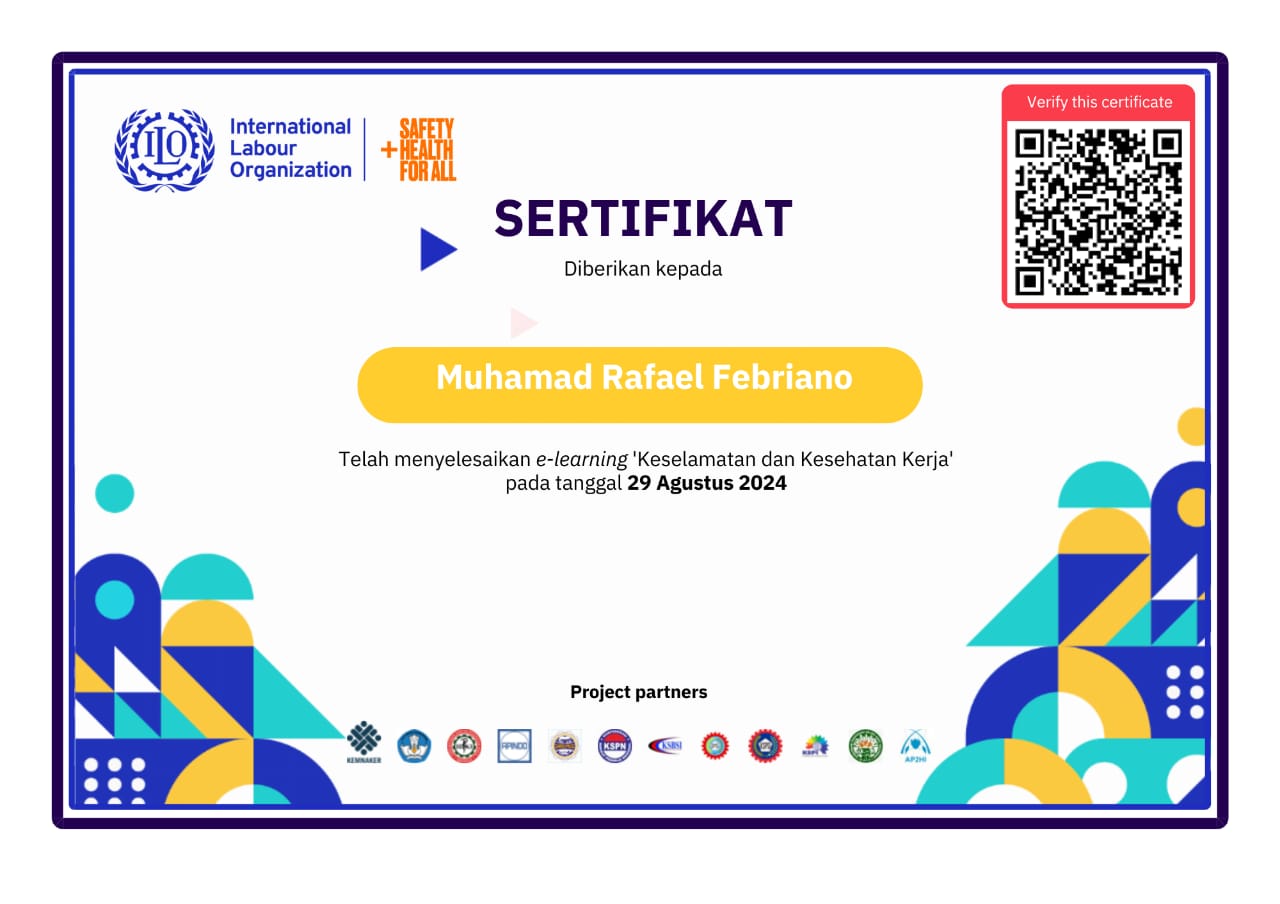 ILO
International
Labour
Organization
+SAFETY
HEALTH
FOR ALL
Verify this certificate
SERTIFIKAT
Diberikan kepada
Muhamad Rafael Febriano
Telah menyelesaikan e-learning 'Keselamatan dan Kesehatan Kerja'
pada tanggal 29 Agustus 2024
Project partners
KEMNAKER
APINDO
KSPN
KSBSI
AP2HI